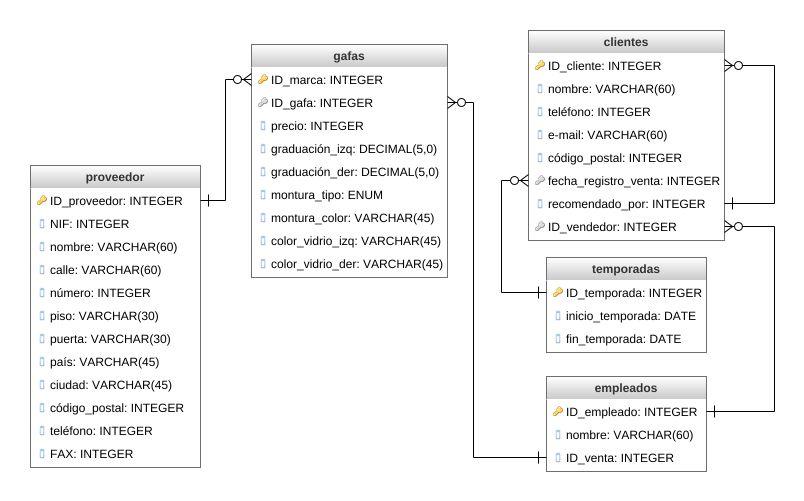 proveedor
ID_proveedor: INTEGER
NIF: INTEGER
nombre: VARCHAR(60)
calle: VARCHAR(60)
número: INTEGER
piso: VARCHAR(30)
puerta: VARCHAR(30)
país: VARCHAR(45)
ciudad: VARCHAR(45)
código_postal: INTEGER
teléfono: INTEGER
FAX: INTEGER
gafas
ID_marca: INTEGER
ID_gafa: INTEGER
precio: INTEGER
graduación_izq: DECIMAL(5,0)
graduación_der: DECIMAL(5,0)
montura_tipo: ENUM
montura_color: VARCHAR(45)
color_vidrio_izq: VARCHAR(45)
color_vidrio_der: VARCHAR(45)
clientes
ID_cliente: INTEGER
nombre: VARCHAR(60)
teléfono: INTEGER
e-mail: VARCHAR(60)
código_postal: INTEGER
fecha_registro_venta: INTEGER
recomendado_por: INTEGER
ID_vendedor: INTEGER
temporadas
ID_temporada: INTEGER
inicio_temporada: DATE
fin_temporada: DATE
empleados
ID_empleado: INTEGER
nombre: VARCHAR(60)
ID_venta: INTEGER